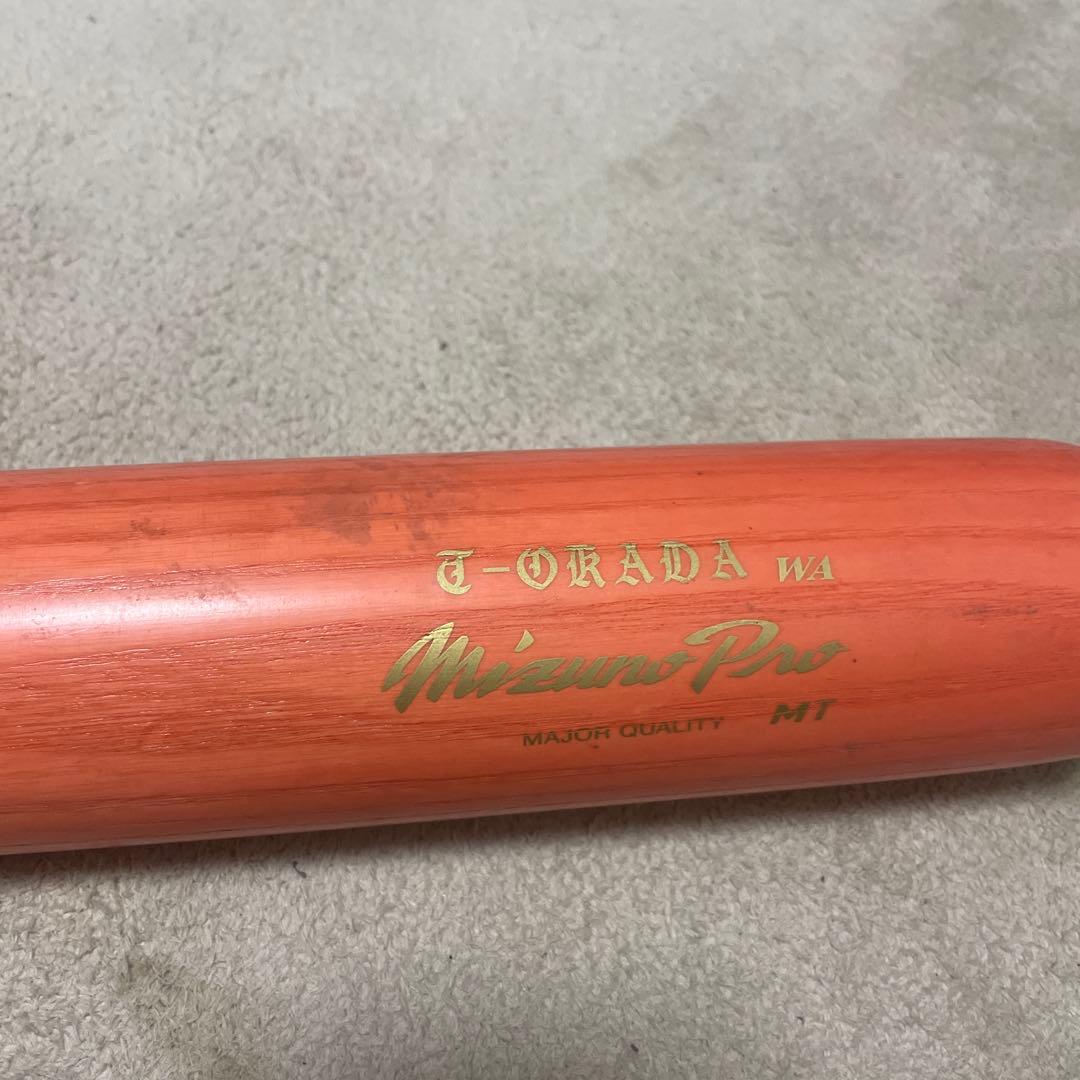 T-OKADA WA
Mizuno Pro
MAJOR QUALITY MT